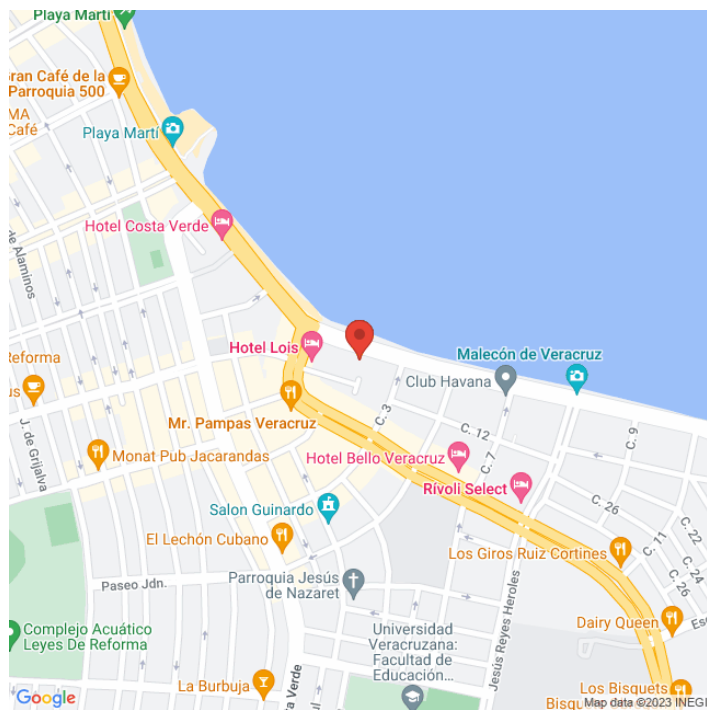 Playa Martí
Gran Café de la
Parroquia 500
MA
Café
Playa Martí
Hotel Costa Verde
de Alaminos
Hotel Lois
Malecón de Veracruz
Reforma
Club Havana
us
C. 3
C. 9
Mr. Pampas Veracruz
C. 12
J. de Grijalva
Monat Pub Jacarandas
Hotel Bello Veracruz
C. 7
Rívoli Select
C. 26
Salon Guinardo
C. 22
El Lechón Cubano
C. 11
Los Giros Ruiz Cortines
C. 24
C. 26
Paseo Jdn.
Parroquia Jesús
de Nazaret
Jesús Reyes Heroles
Dairy Queen
Complejo Acuático
Leyes De Reforma
Universidad
Veracruzana:
Facultad de
Educación...
La Burbuja
Verde
Los Bisquets
Bisqu
Google
Map data ©2023 INEGI